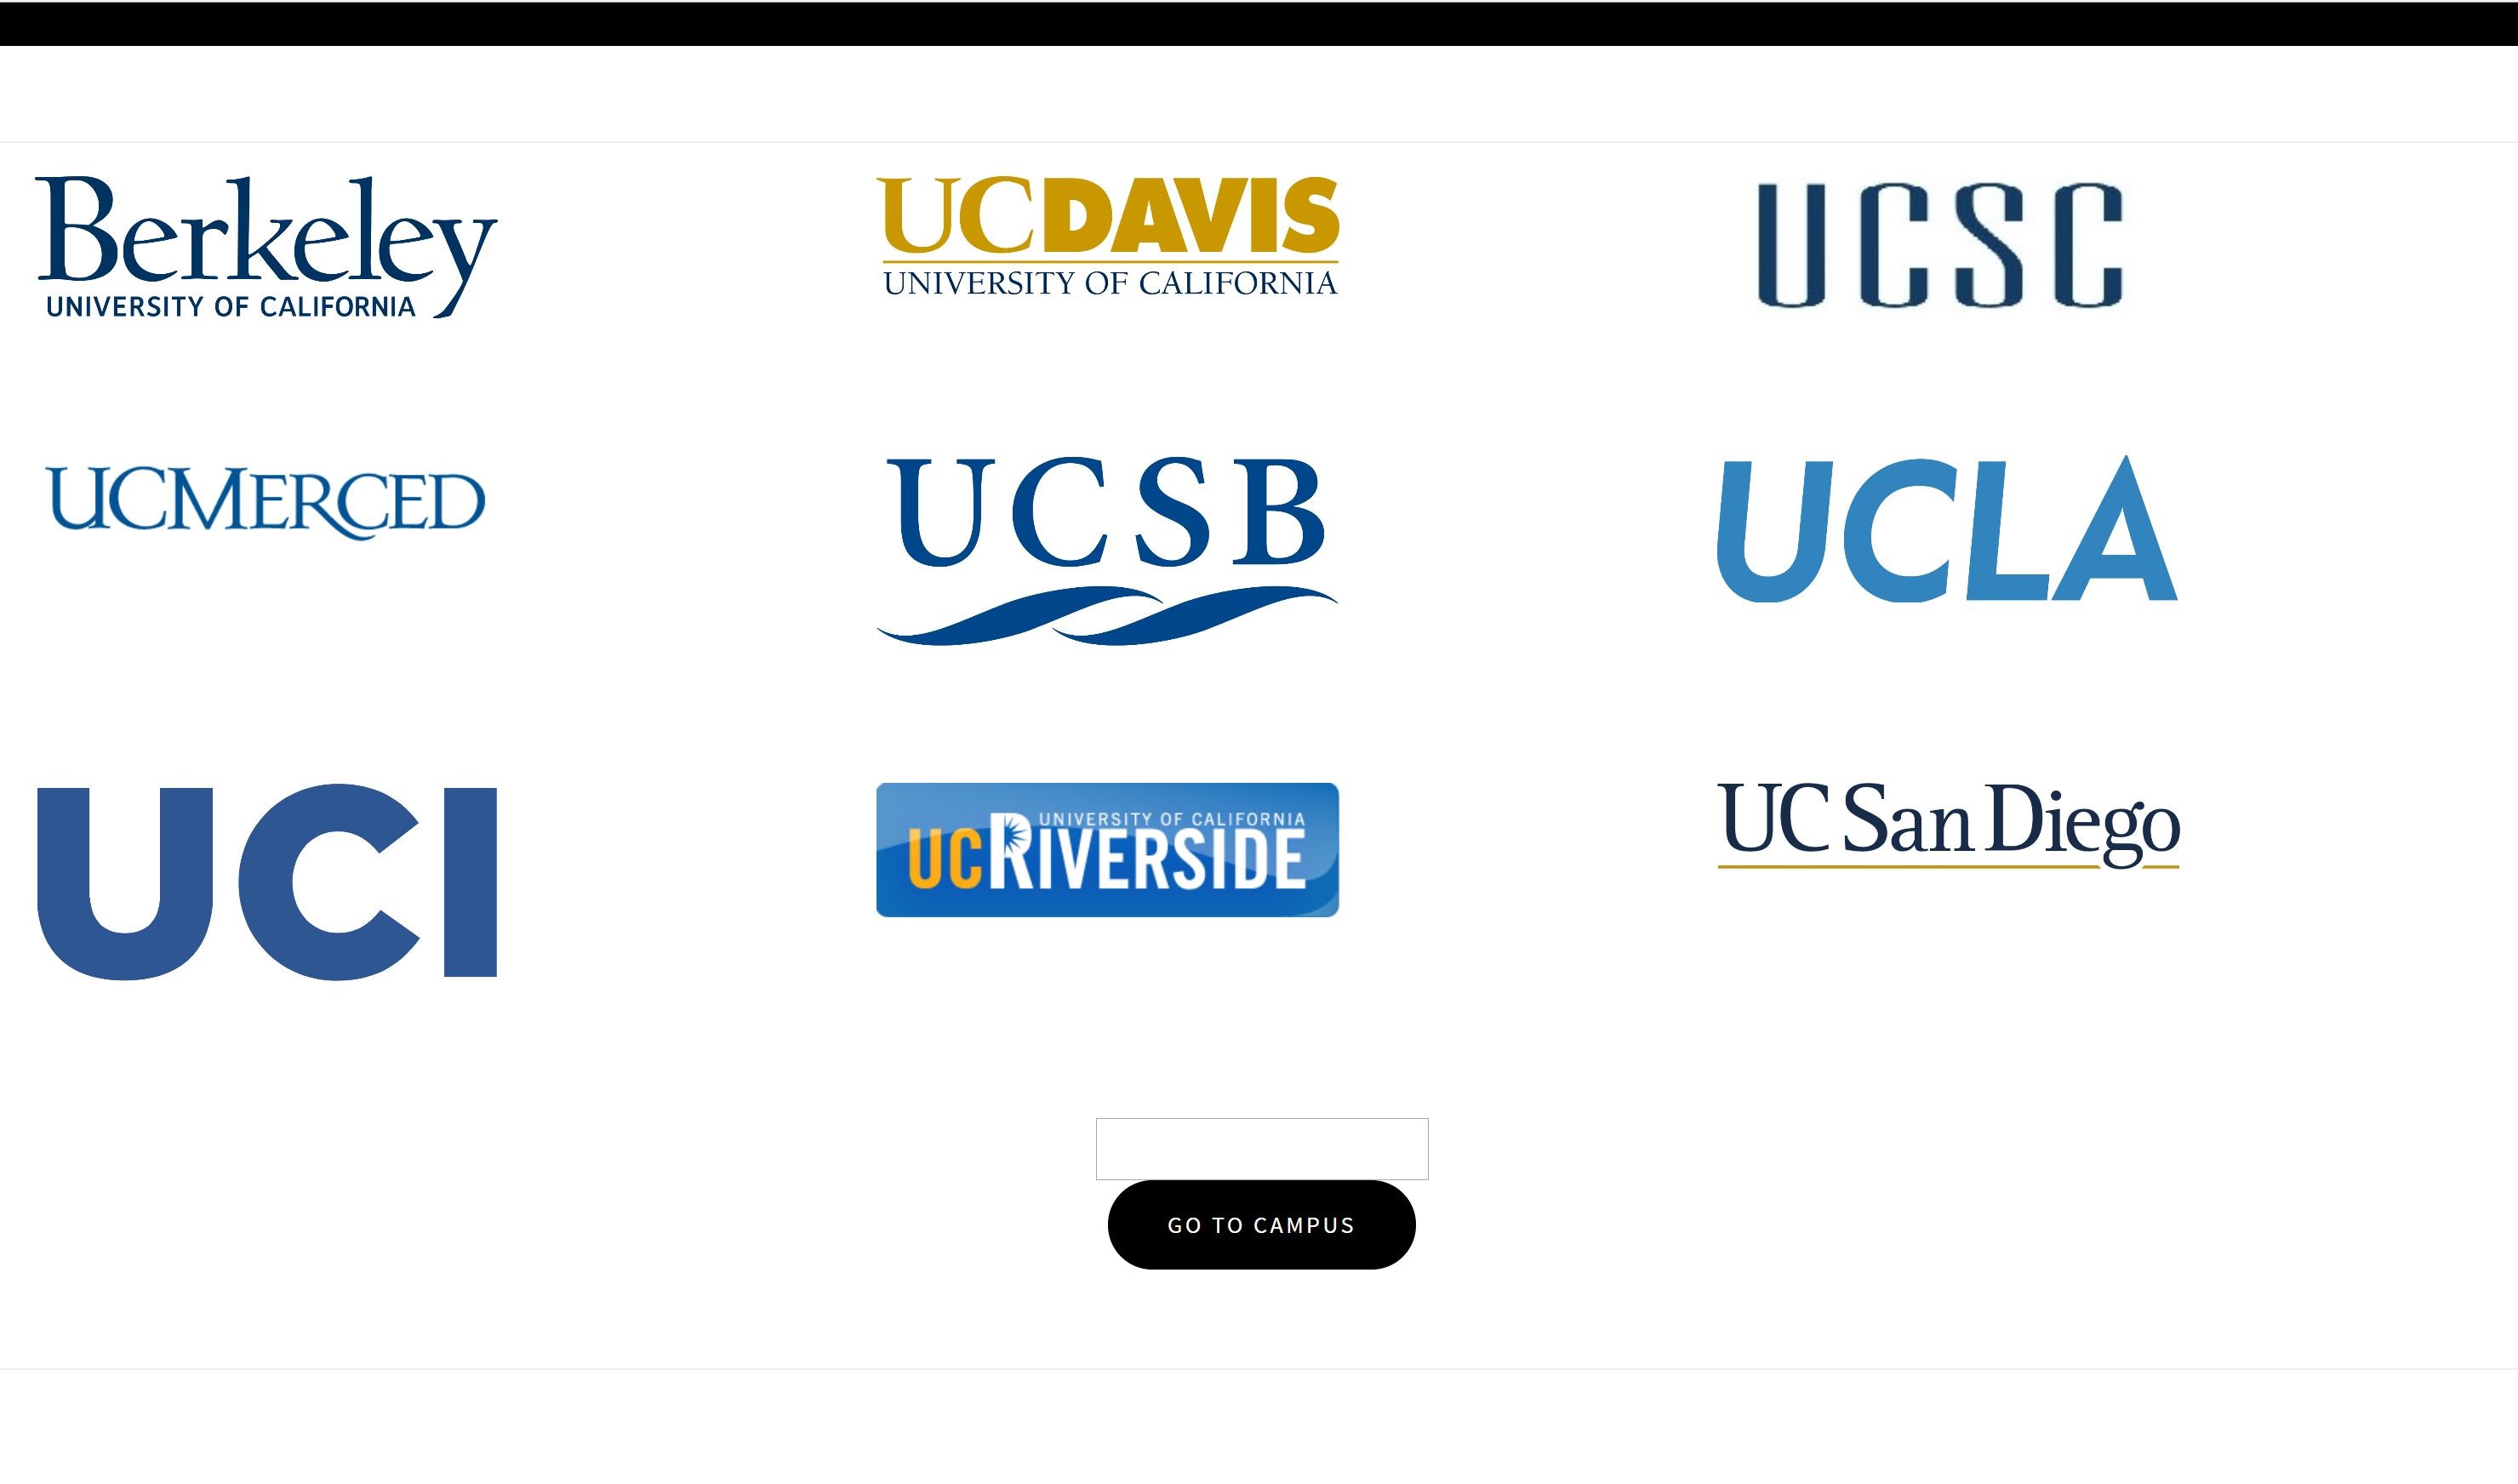 Berkeley
UNIVERSITY OF CALIFORNIA
UCDAVIS
UNIVERSITY OF CALIFORNIA
UCSC
UCMERCED
UCSB
UCLA
UCI
UNIVERSITY OF CALIFORNIA
UCRIVERSIDE
UC San Diego
GO TO CAMPUS